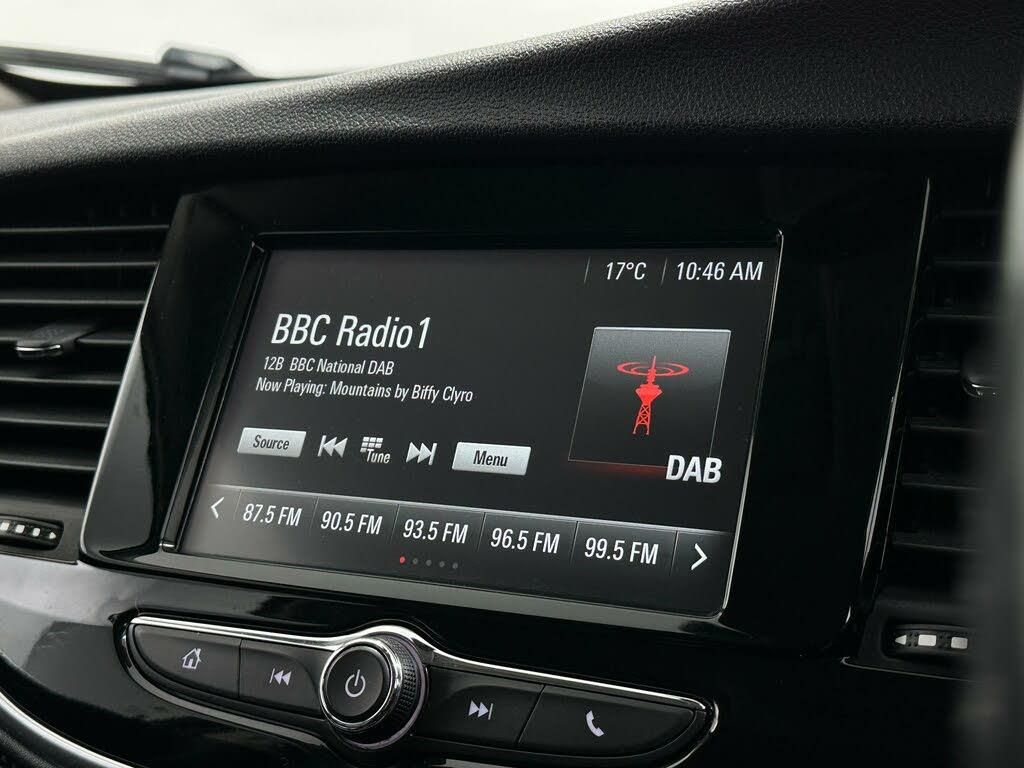 17°C 10:46 AM
BBC Radio1
12B BBC National DAB
Now Playing: Mountains by Biffy Clyro
Source Tune Menu
DAB
87.5 FM 90.5 FM 93.5 FM 96.5 FM 99.5 FM